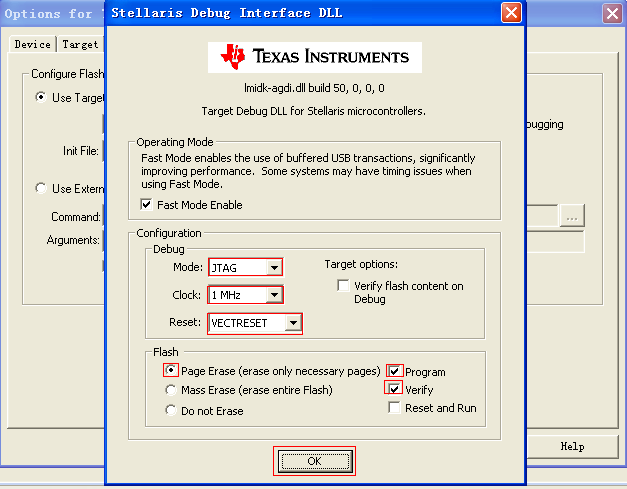 Options for
Stellaris Debug Interface DLL
Device
Target
TEXAS INSTRUMENTS
lmidk-agdi.dll build 50, 0, 0, 0
Target Debug DLL for Stellaris microcontrollers.
Configure Flash
Use Target
Init File:
Use Extern
Command:
Arguments:
bugging
...
Help
Operating Mode
Fast Mode enables the use of buffered USB transactions, significantly
improving performance. Some systems may have timing issues when
using Fast Mode.
Fast Mode Enable
Configuration
Debug
Mode:
JTAG
Clock:
1 MHz
Reset:
VECTRESET
Target options:
Verify flash content on
Debug
Flash
Page Erase (erase only necessary pages)
Program
Mass Erase (erase entire Flash)
Verify
Do not Erase
Reset and Run
OK